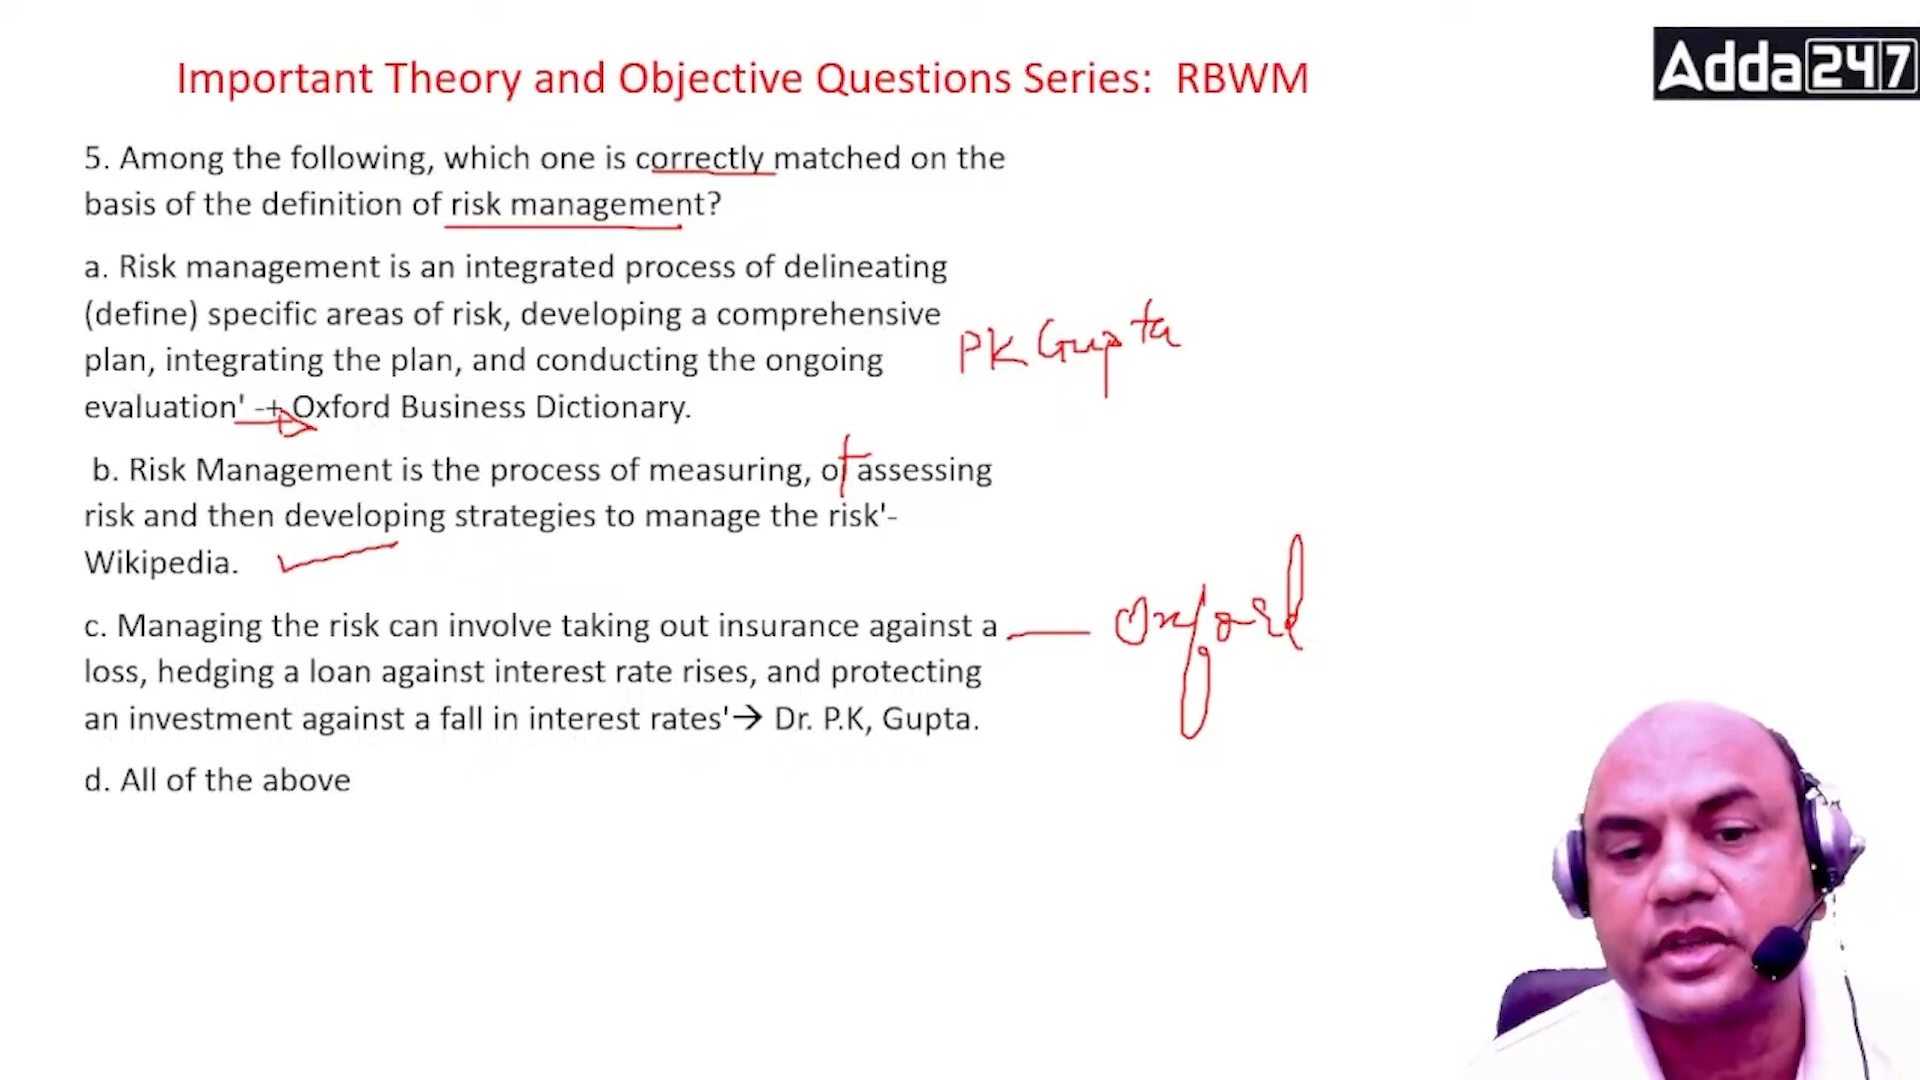 Important Theory and Objective Questions Series: RBWM
Adda247
5. Among the following, which one is correctly matched on the
basis of the definition of risk management?
a. Risk management is an integrated process of delineating
(define) specific areas of risk, developing a comprehensive
plan, integrating the plan, and conducting the ongoing
evaluation' -→ Oxford Business Dictionary.
PK Gupta
b. Risk Management is the process of measuring, of assessing
risk and then developing strategies to manage the risk'-
Wikipedia.
c. Managing the risk can involve taking out insurance against a
loss, hedging a loan against interest rate rises, and protecting
an investment against a fall in interest rates'→ Dr. P.K, Gupta.
Oxford
d. All of the above